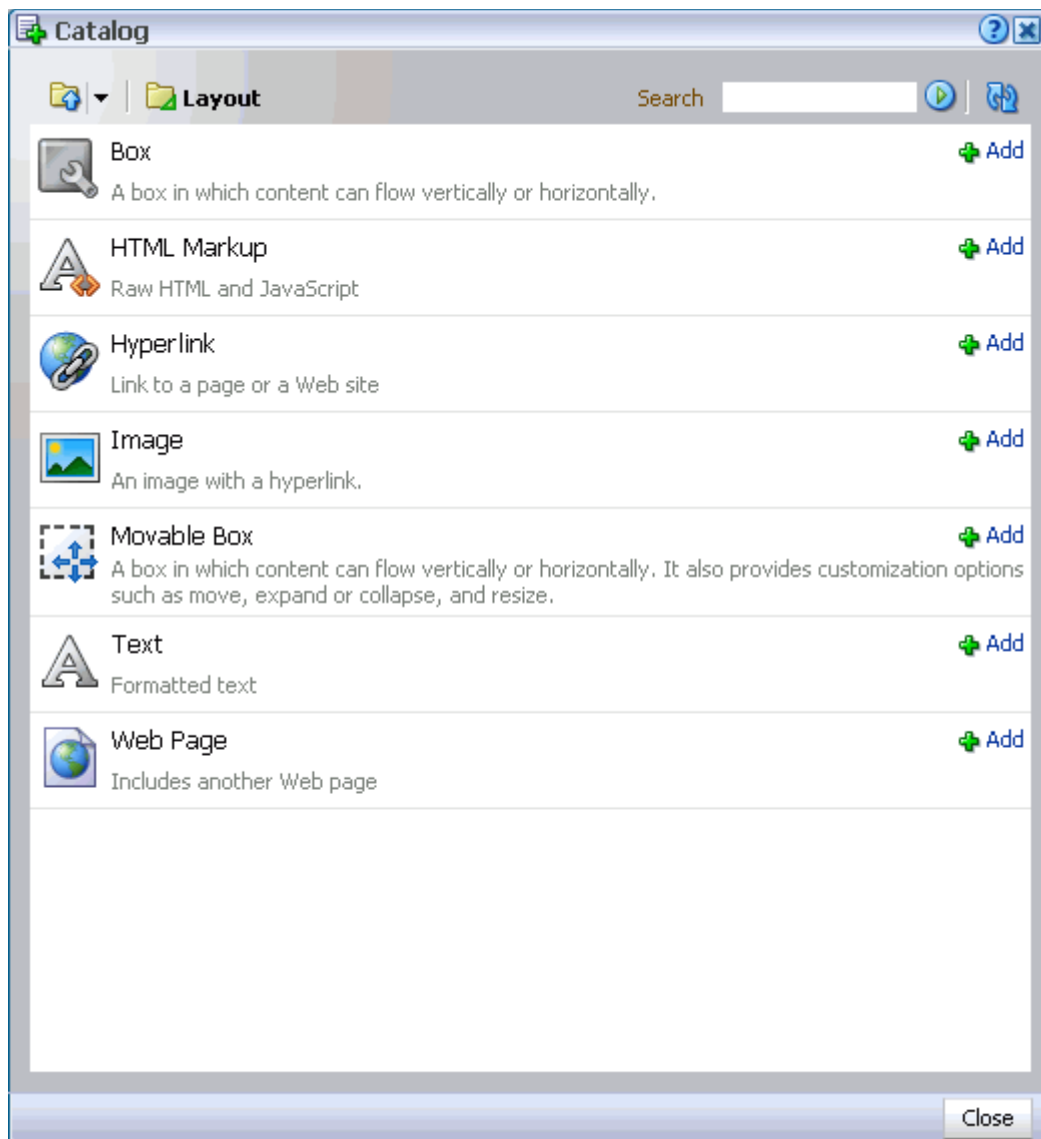 Catalog
Layout Search
Box Add
A box in which content can flow vertically or horizontally.
HTML Markup Add
Raw HTML and JavaScript
Hyperlink Add
Link to a page or a Web site
Image Add
An image with a hyperlink.
Movable Box Add
A box in which content can flow vertically or horizontally. It also provides customization options
such as move, expand or collapse, and resize.
Text Add
Formatted text
Web Page Add
Includes another Web page
Close